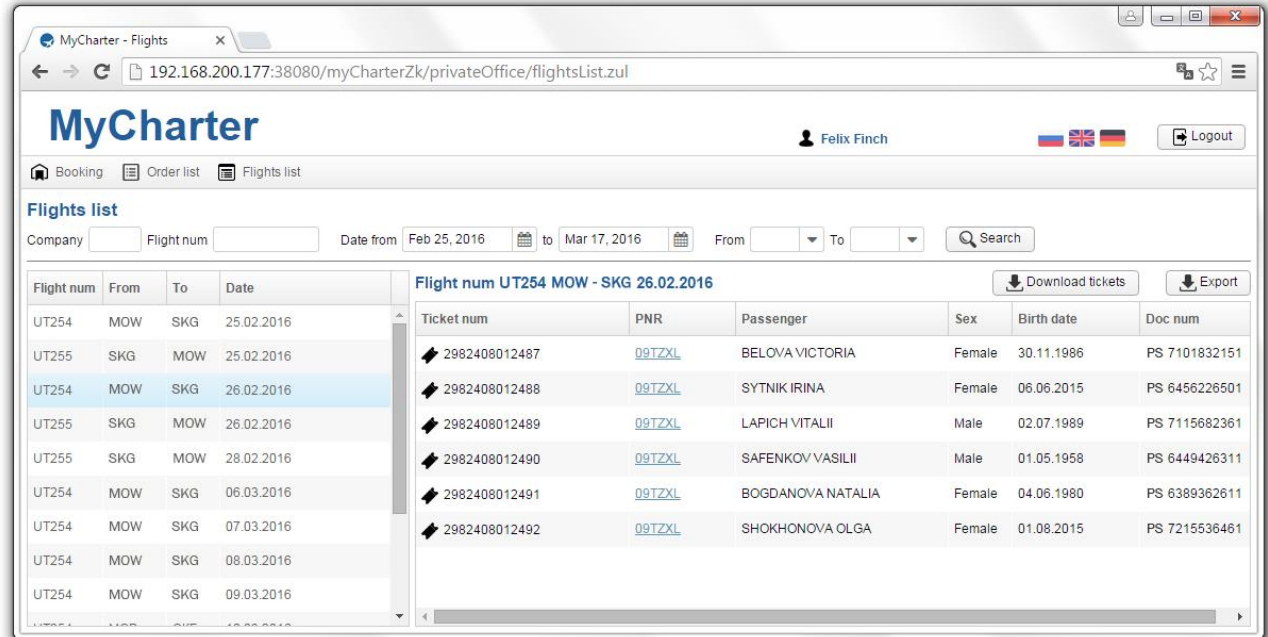 MyCharter - Flights
192.168.200.177:38080/myCharterZk/privateOffice/flightsList.zul
MyCharter
Felix Finch
Logout
Booking Order list Flights list
Flights list
Company Flight num Date from Feb 25, 2016 to Mar 17, 2016 From To Search
Flight num From To Date
UT254 MOW SKG 25.02.2016
UT255 SKG MOW 25.02.2016
UT254 MOW SKG 26.02.2016
UT255 SKG MOW 26.02.2016
UT255 SKG MOW 28.02.2016
UT254 MOW SKG 06.03.2016
UT254 MOW SKG 07.03.2016
UT254 MOW SKG 08.03.2016
UT254 MOW SKG 09.03.2016
Flight num UT254 MOW - SKG 26.02.2016 Download tickets Export
Ticket num PNR Passenger Sex Birth date Doc num
2982408012487 09TZXL BELOVA VICTORIA Female 30.11.1986 PS 7101832151
2982408012488 09TZXL SYTNIK IRINA Female 06.06.2015 PS 6456226501
2982408012489 09TZXL LAPICH VITALII Male 02.07.1989 PS 7115682361
2982408012490 09TZXL SAFENKOV VASILII Male 01.05.1958 PS 6449426311
2982408012491 09TZXL BOGDANOVA NATALIA Female 04.06.1980 PS 6389362611
2982408012492 09TZXL SHOKHONOVA OLGA Female 01.08.2015 PS 7215536461